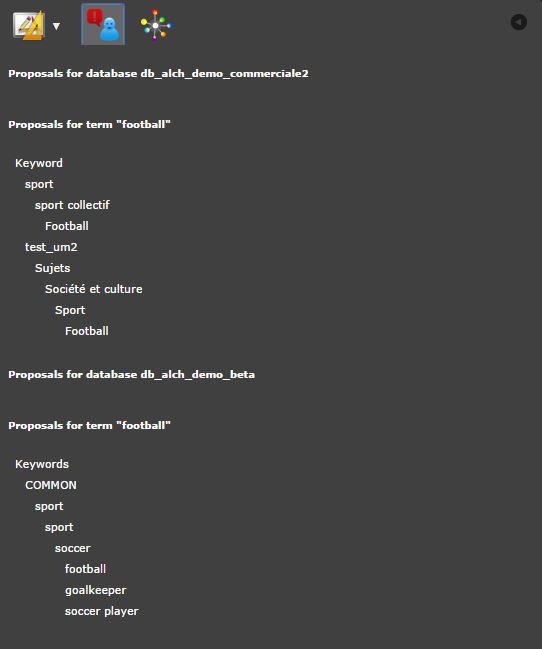 Proposals for database db_alch_demo_commerciale2
Proposals for term "football"
Keyword
sport
sport collectif
Football
test_um2
Sujets
Société et culture
Sport
Football
Proposals for database db_alch_demo_beta
Proposals for term "football"
Keywords
COMMON
sport
sport
soccer
football
goalkeeper
soccer player